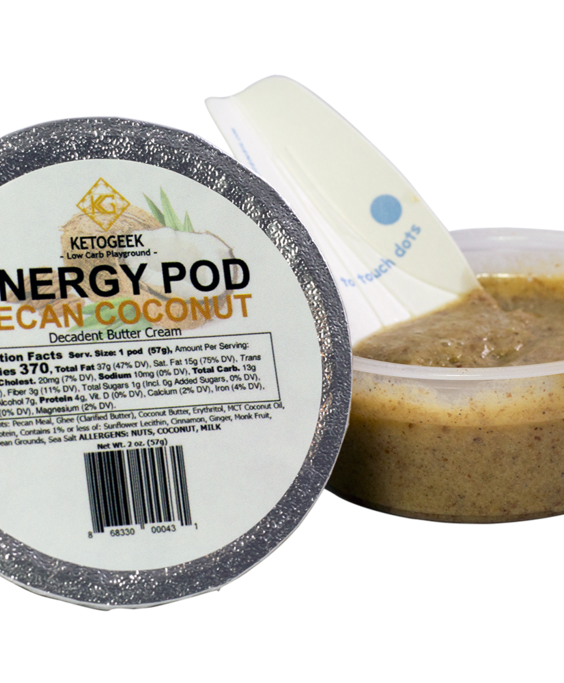 KG
KETOGEEK
- Low Carb Playground -
NERGY POD
ECAN COCONUT
Decadent Butter Cream
tion Facts Serv. Size: 1 pod (57g), Amount Per Serving:
ies 370, Total Fat 37g (47% DV), Sat. Fat 15g (75% DV), Trans
Cholest. 20mg (7% DV), Sodium 10mg (0% DV), Total Carb. 13g
), Fiber 3g (11% DV), Total Sugars 1g (Incl. 0g Added Sugars, 0% DV),
lcohol 7g), Protein 4g, Vit. D (0% DV), Calcium (2% DV), Iron (4% DV),
(0% DV), Magnesium (2% DV).
ts: Pecan Meal, Ghee (Clarified Butter), Coconut Butter, Erythritol, MCT Coconut Oil,
otein, Contains 1% or less of: Sunflower Lecithin, Cinnamon, Ginger, Monk Fruit,
ean Grounds, Sea Salt ALLERGENS: NUTS, COCONUT, MILK
Net Wt. 2 oz. (57g)
8 68330 00043 1
touch dots